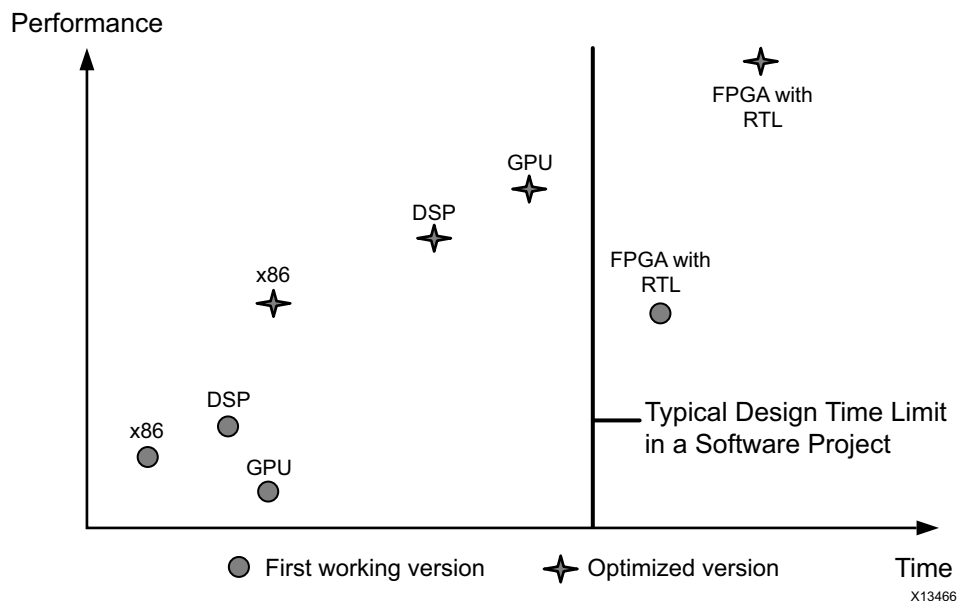 Performance
FPGA with
RTL
GPU
DSP
FPGA with
RTL
x86
DSP
x86
GPU
Typical Design Time Limit
in a Software Project
First working version
Optimized version
Time
X13466